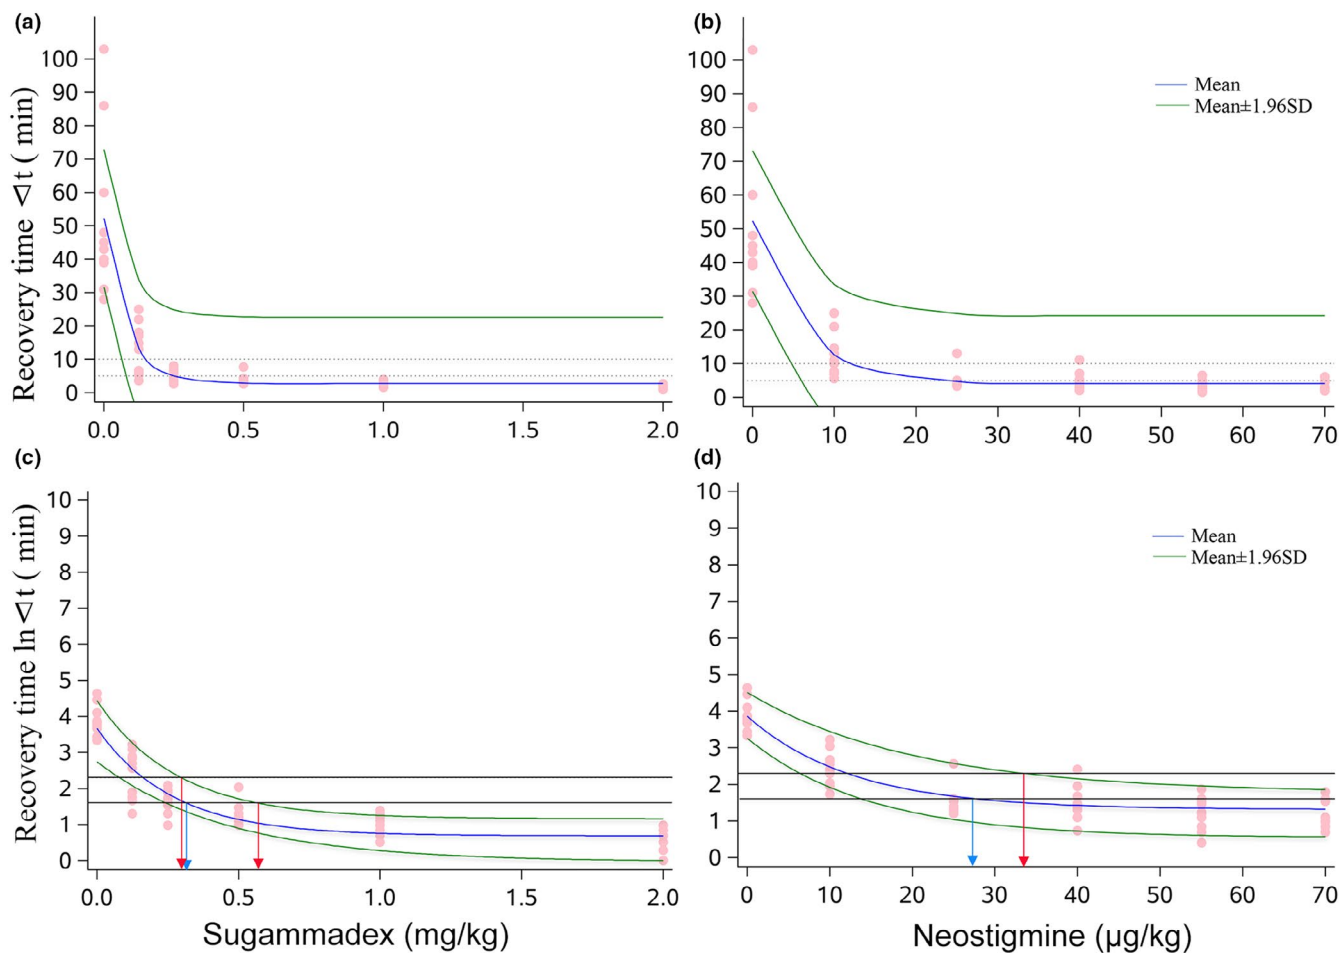 (a)
Recovery time ⊲t ( min)
100
90
80
70
60
50
40
30
20
10
0
0.0 0.5 1.0 1.5 2.0
(b)
100
90
80
70
60
50
40
30
20
10
0
0 10 20 30 40 50 60 70
Mean
Mean±1.96SD
(c)
Recovery time ln ⊲t ( min)
10
9
8
7
6
5
4
3
2
1
0
0.0 0.5 1.0 1.5 2.0
Sugammadex (mg/kg)
(d)
10
9
8
7
6
5
4
3
2
1
0
0 10 20 30 40 50 60 70
Mean
Mean±1.96SD
Neostigmine (µg/kg)